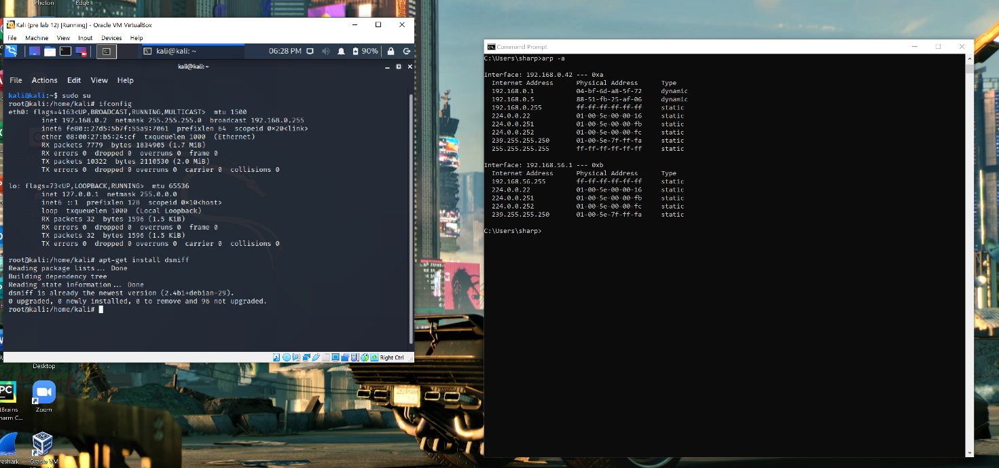 Photon
Edge
Kali (pre lab 12) [Running] - Oracle VM VirtualBox
File Machine View Input Devices Help
kali@kali: ~
06:28 PM
90%
kali@kali: ~
File Actions Edit View Help
kali@kali:~$ sudo su
root@kali:/home/kali# ifconfig
eth0: flags=4163<UP,BROADCAST,RUNNING,MULTICAST> mtu 1500
inet 192.168.0.2 netmask 255.255.255.0 broadcast 192.168.0.255
inet6 fe80::27d5:5b7f:55a9:7061 prefixlen 64 scopeid 0×20<link>
ether 08:00:27:b5:24:cf txqueuelen 1000 (Ethernet)
RX packets 7779 bytes 1834905 (1.7 MiB)
RX errors 0 dropped 0 overruns 0 frame 0
TX packets 10322 bytes 2110530 (2.0 MiB)
TX errors 0 dropped 0 overruns 0 carrier 0 collisions 0
lo: flags=73<UP,LOOPBACK,RUNNING> mtu 65536
inet 127.0.0.1 netmask 255.0.0.0
inet6 ::1 prefixlen 128 scopeid 0×10<host>
loop txqueuelen 1000 (Local Loopback)
RX packets 32 bytes 1596 (1.5 KiB)
RX errors 0 dropped 0 overruns 0 frame 0
TX packets 32 bytes 1596 (1.5 KiB)
TX errors 0 dropped 0 overruns 0 carrier 0 collisions 0
root@kali:/home/kali# apt-get install dsniff
Reading package lists... Done
Building dependency tree
Reading state information... Done
dsniff is already the newest version (2.4b1+debian-29).
0 upgraded, 0 newly installed, 0 to remove and 96 not upgraded.
root@kali:/home/kali#
Right Ctrl
Desktop
PC
Brains
arm C...
Zoom
reshark
Oracle VM
Command Prompt
C:\Users\sharp>arp -a
Interface: 192.168.0.42 --- 0xa
Internet Address Physical Address Type
192.168.0.1 04-bf-6d-a8-5f-72 dynamic
192.168.0.5 88-51-fb-25-af-06 dynamic
192.168.0.255 ff-ff-ff-ff-ff-ff static
224.0.0.22 01-00-5e-00-00-16 static
224.0.0.251 01-00-5e-00-00-fb static
224.0.0.252 01-00-5e-00-00-fc static
239.255.255.250 01-00-5e-7f-ff-fa static
255.255.255.255 ff-ff-ff-ff-ff-ff static
Interface: 192.168.56.1 --- 0xb
Internet Address Physical Address Type
192.168.56.255 ff-ff-ff-ff-ff-ff static
224.0.0.22 01-00-5e-00-00-16 static
224.0.0.251 01-00-5e-00-00-fb static
224.0.0.252 01-00-5e-00-00-fc static
239.255.255.250 01-00-5e-7f-ff-fa static
C:\Users\sharp>